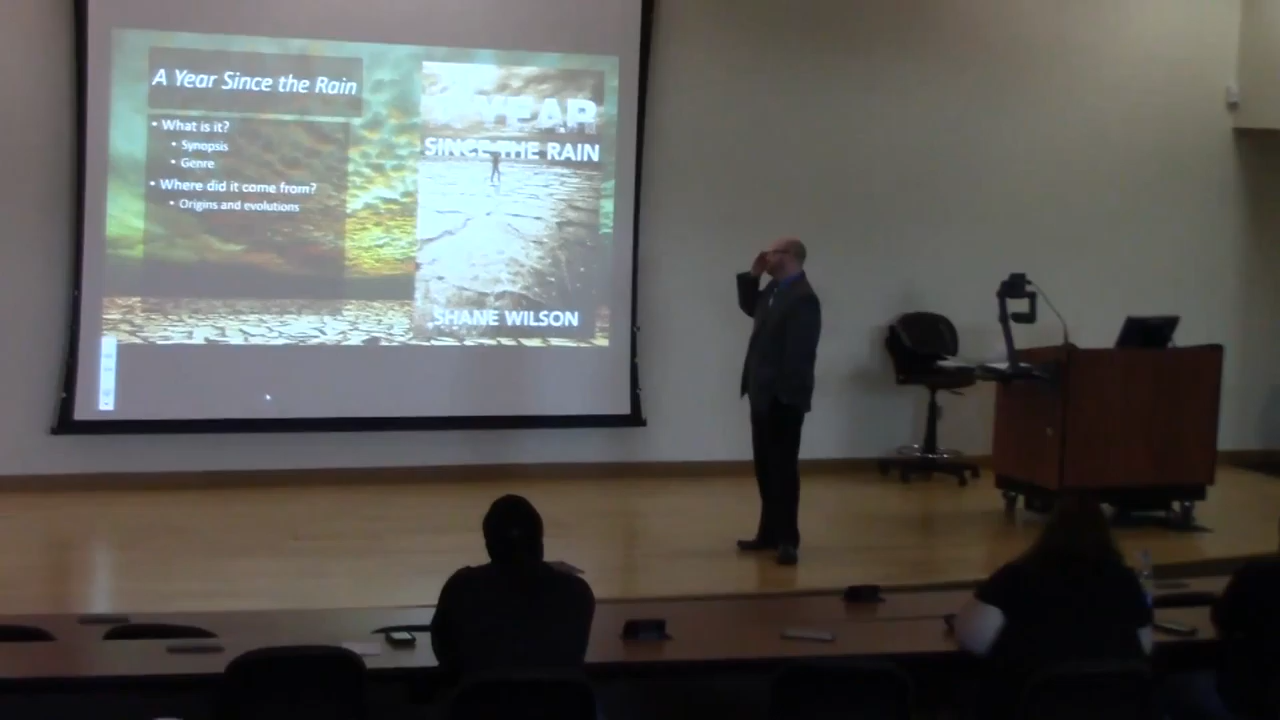 A Year Since the Rain
• What is it?
• Synopsis
• Genre
• Where did it come from?
• Origins and evolutions
YEAR
SINCE THE RAIN
SHANE WILSON